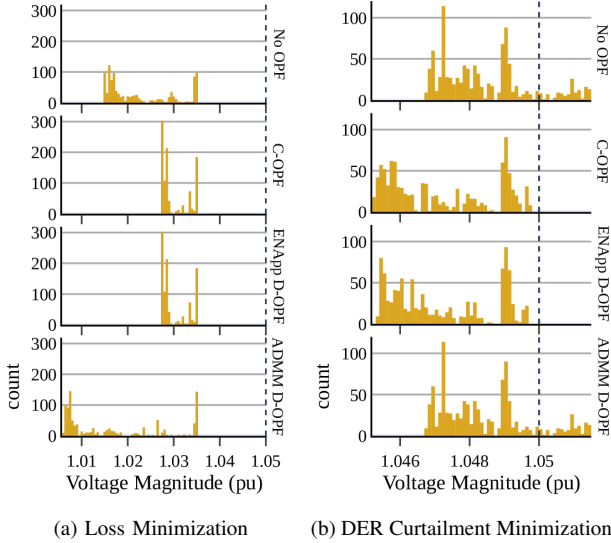 300
200
100
0
No OPF
300
200
100
0
C-OPF
300
200
100
0
ENApp D-OPF
300
200
100
0
ADMM D-OPF
count
1.01 1.02 1.03 1.04 1.05
Voltage Magnitude (pu)
(a) Loss Minimization
100
50
0
No OPF
100
50
0
C-OPF
100
50
0
ENApp D-OPF
100
50
0
ADMM D-OPF
count
1.046 1.048 1.05
Voltage Magnitude (pu)
(b) DER Curtailment Minimization